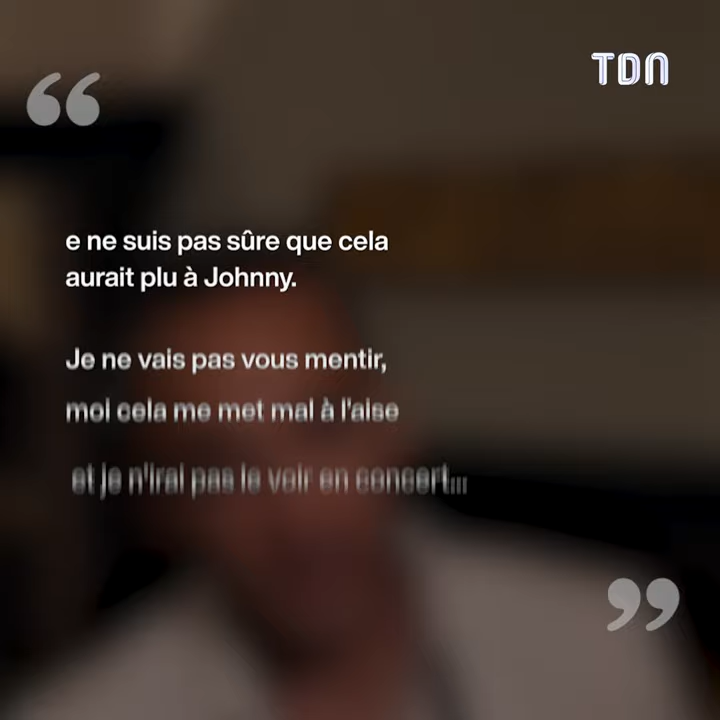 TDN
“
e ne suis pas sûre que cela
aurait plu à Johnny.
Je ne vais pas vous mentir,
moi cela me met mal à l'aise
et je n'irai pas le voir en concert...
”